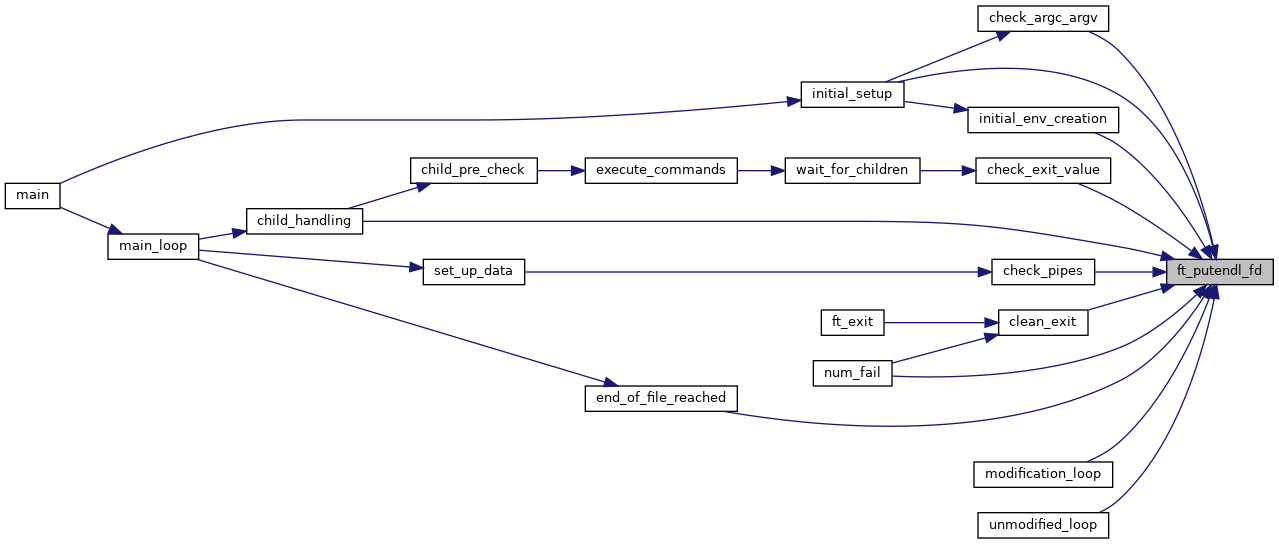 check_argc_argv
initial_setup
initial_env_creation
child_pre_check
execute_commands
wait_for_children
check_exit_value
main
child_handling
main_loop
set_up_data
check_pipes
ft_putendl_fd
ft_exit
clean_exit
num_fail
end_of_file_reached
modification_loop
unmodified_loop